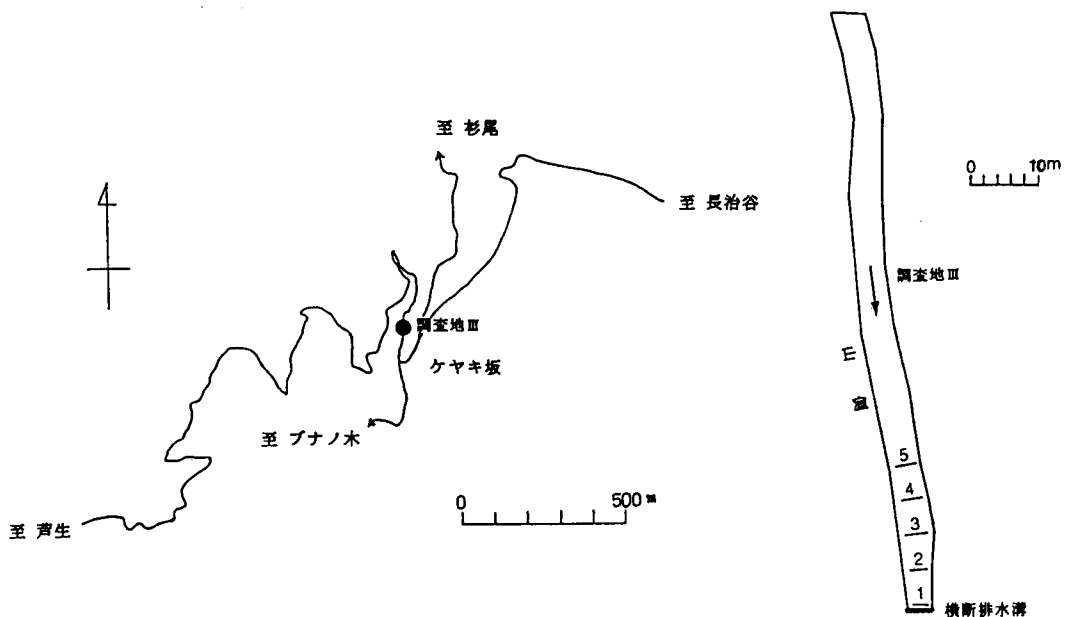 至 杉尾
至 長治谷
調査地Ⅲ
ケヤキ坂
至 ブナノ木
至 芦生
0 500 m
4
0 10m
調査地Ⅲ
山
5
4
3
2
1
横断排水溝